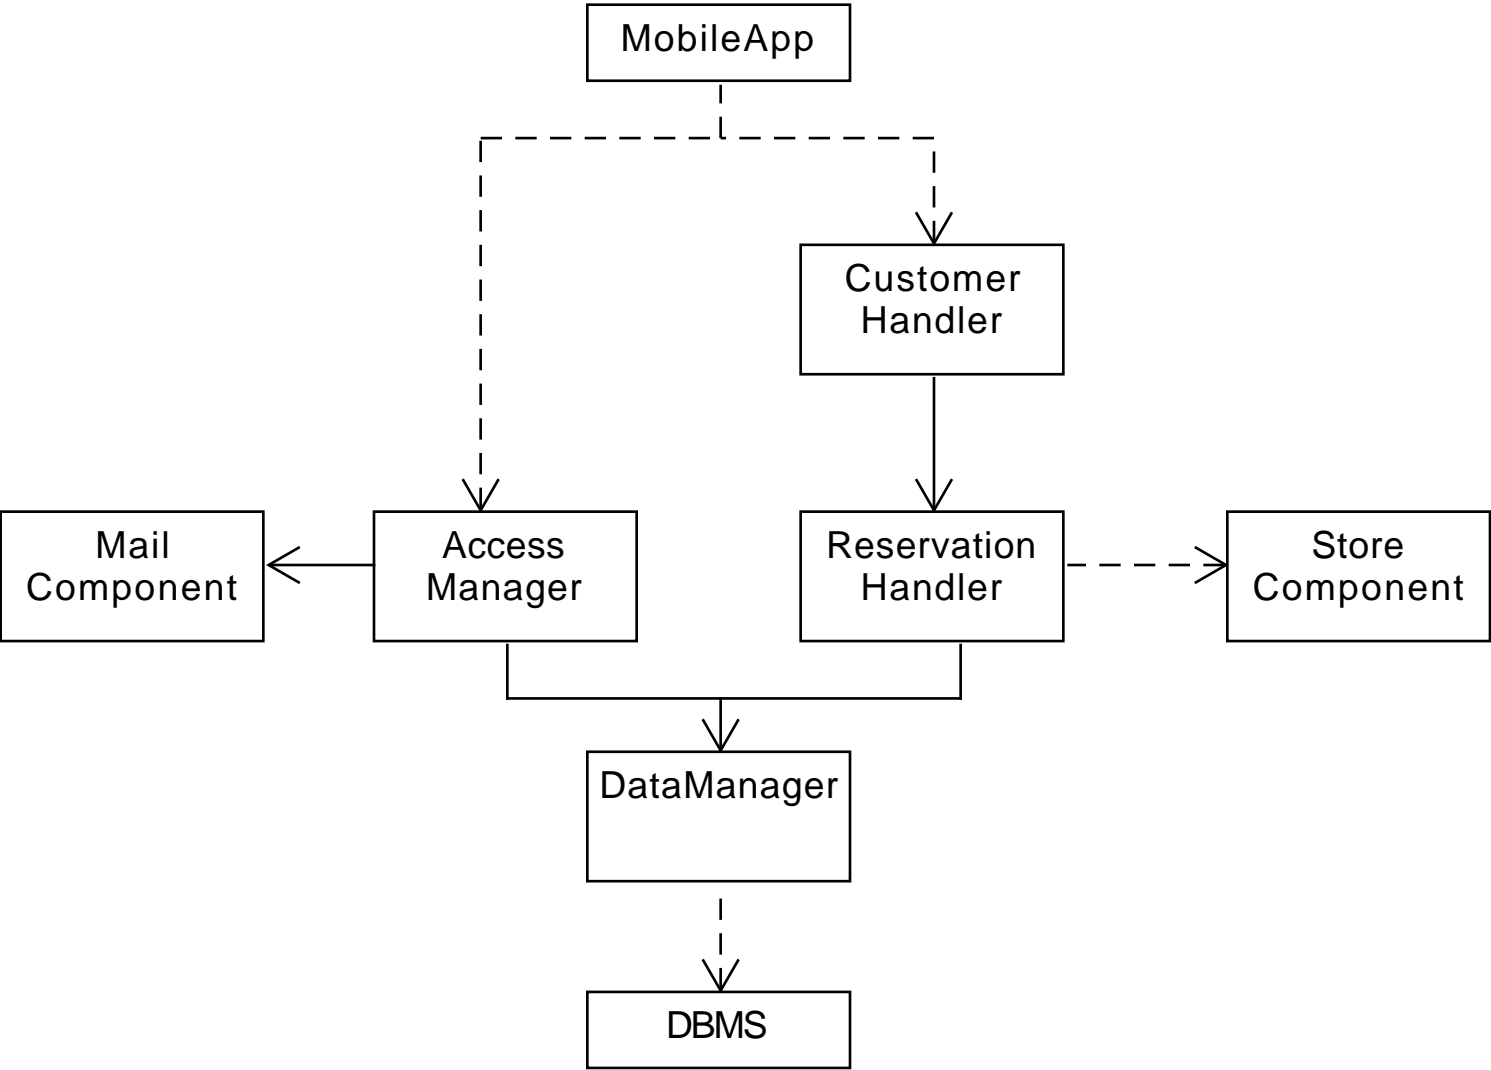 MobileApp
Customer
Handler
Mail
Component
Access
Manager
Reservation
Handler
Store
Component
DataManager
DBMS